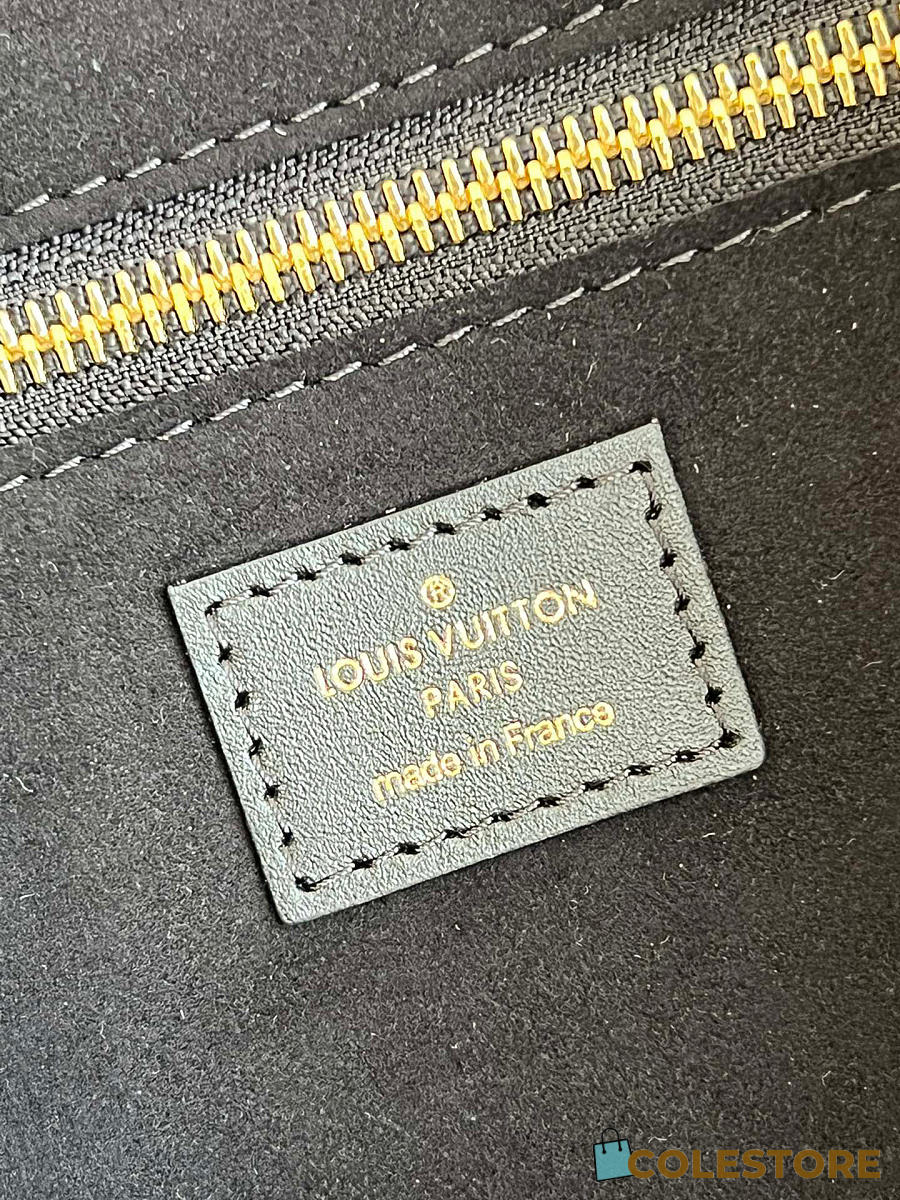 ®
LOUIS VUITTON
PARIS
made in France
COLESTORE